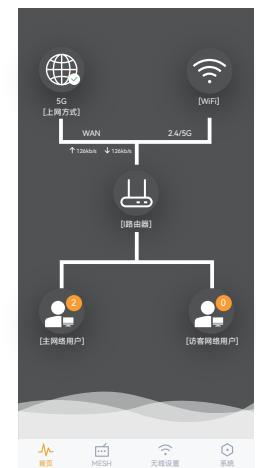 5G
[上网方式]
[WiFi]
WAN
2.4/5G
↑126kb/s ↓126kb/s
[I路由器]
2
0
[主网络用户]
[访客网络用户]
首页
MESH
无线设置
系统